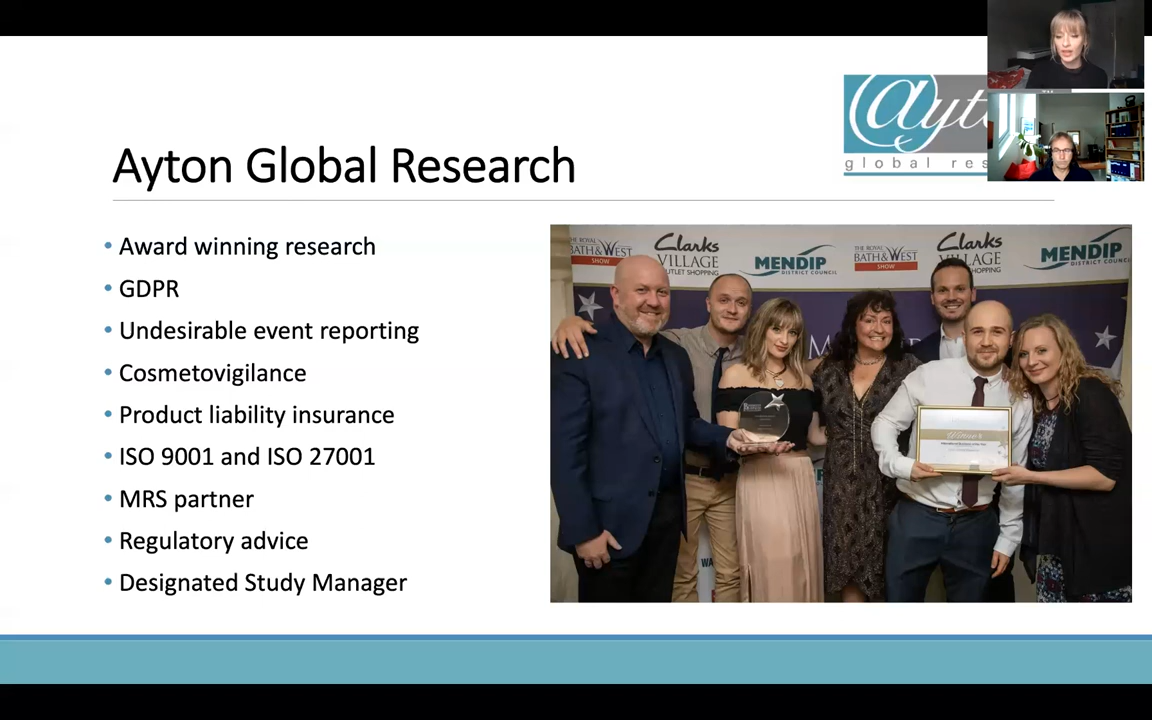 Ayton Global Research
global res
• Award winning research
• GDPR
• Undesirable event reporting
• Cosmetovigilance
• Product liability insurance
• ISO 9001 and ISO 27001
• MRS partner
• Regulatory advice
• Designated Study Manager
THE ROYAL
BATH & WEST
SHOW
Clarks
VILLAGE
OUTLET SHOPPING
MENDIP
DISTRICT COUNCIL
THE ROYAL
BATH & WEST
SHOW
Clarks
VILLAGE
SHOPPING
MENDIP
DISTRICT COUNCIL
Winner